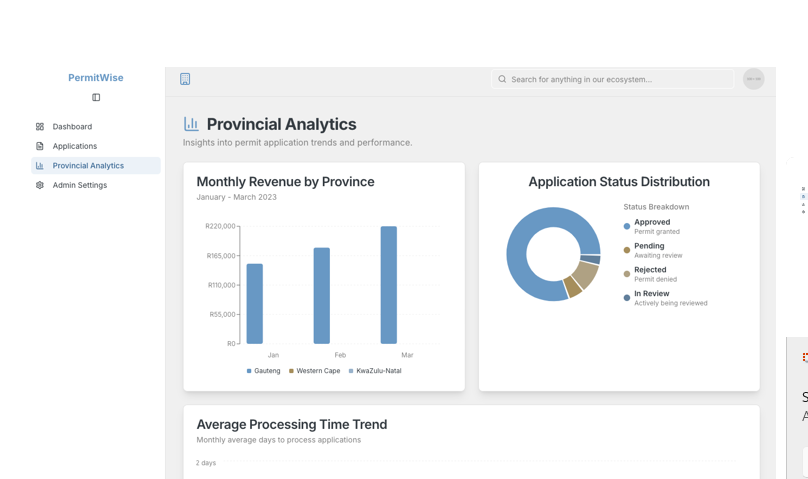 PermitWise
Search for anything in our ecosystem...
Dashboard
Applications
Provincial Analytics
Admin Settings
Provincial Analytics
Insights into permit application trends and performance.
Monthly Revenue by Province
January - March 2023
R220,000
R165,000
R110,000
R55,000
R0
Jan Feb Mar
Gauteng Western Cape KwaZulu-Natal
Application Status Distribution
Status Breakdown
Approved
Permit granted
Pending
Awaiting review
Rejected
Permit denied
In Review
Actively being reviewed
Average Processing Time Trend
Monthly average days to process applications
2 days
S
A